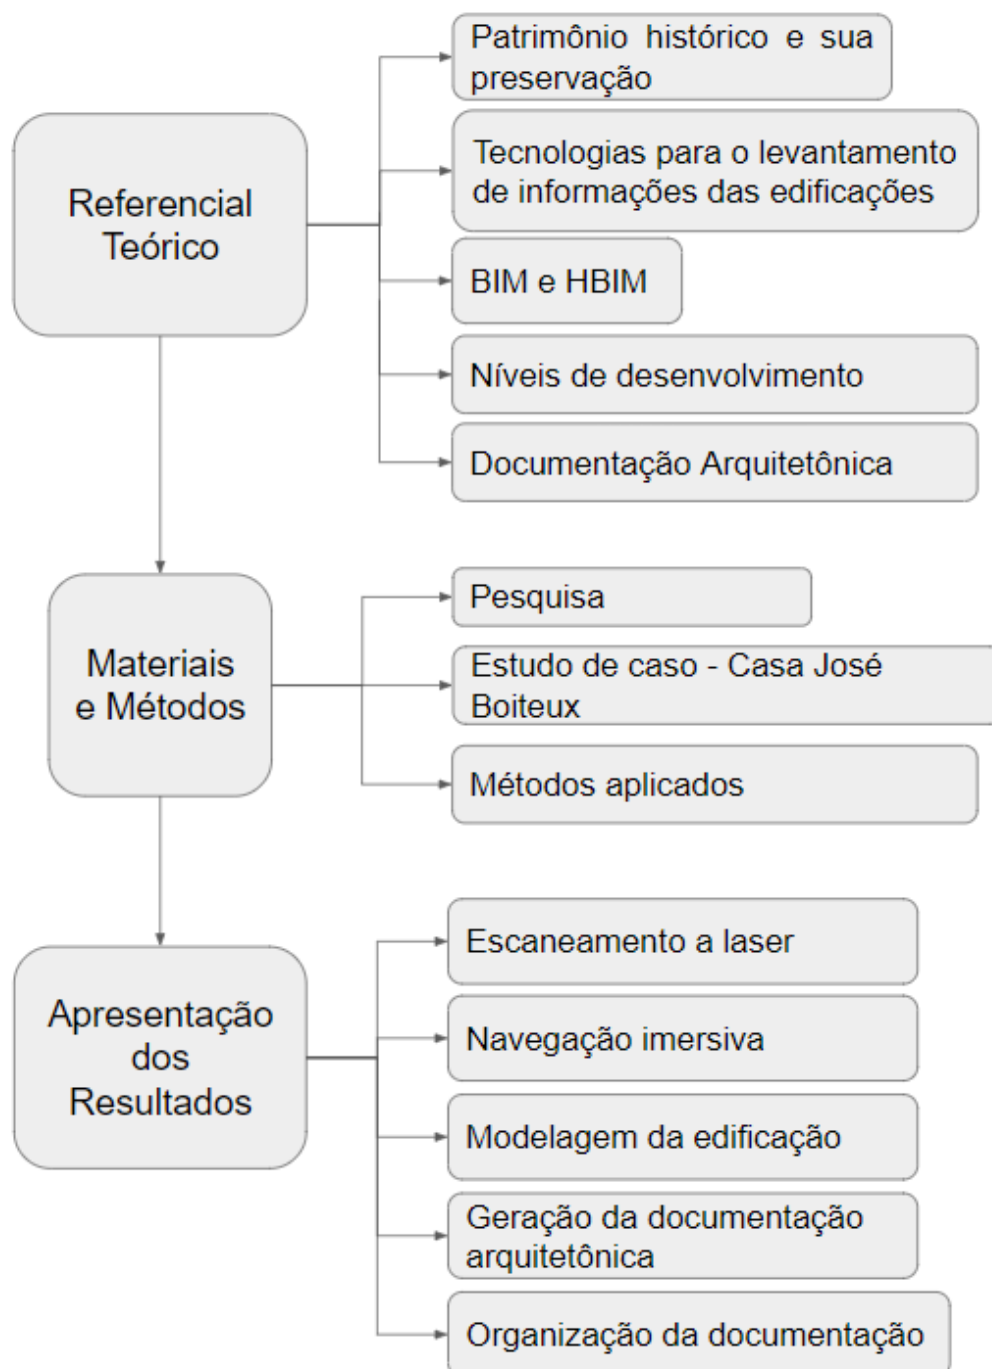 Referencial
Teórico
Patrimônio histórico e sua
preservação
Tecnologias para o levantamento
de informações das edificações
BIM e HBIM
Níveis de desenvolvimento
Documentação Arquitetônica
Materiais
e Métodos
Pesquisa
Estudo de caso - Casa José
Boiteux
Métodos aplicados
Apresentação
dos
Resultados
Escaneamento a laser
Navegação imersiva
Modelagem da edificação
Geração da documentação
arquitetônica
Organização da documentação